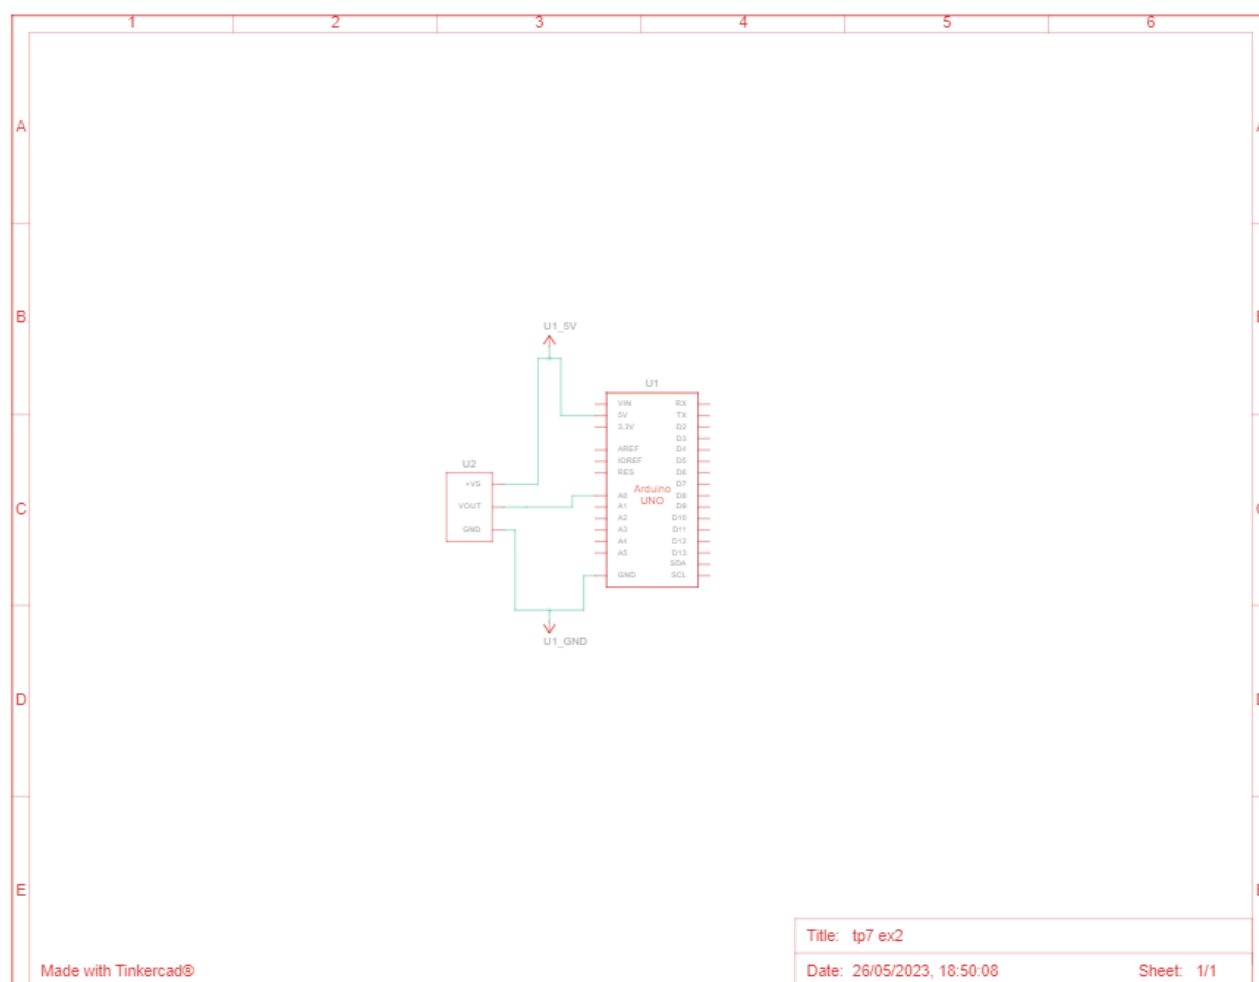 1 2 3 4 5 6
A A
B
C
D
E
U1_5V
U1
VIN RX
5V TX
3.3V D2
D3
AREF D4
IOREF D5
RES D6
D7
A0 D8
A1 D9
A2 D10
A3 D11
A4 D12
A5 D13
SDA
GND SCL
Arduino
UNO
U2
+VS
VOUT
GND
U1_GND
Title: tp7 ex2
Date: 26/05/2023, 18:50:08 Sheet: 1/1
Made with Tinkercad®